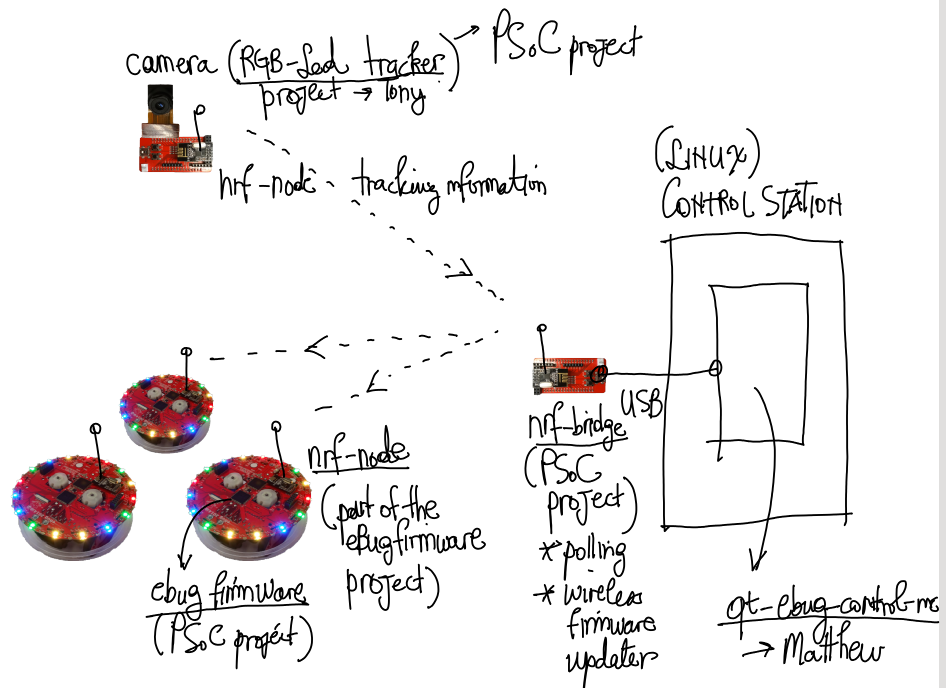 camera (RGB-Led tracker) → PSoC project
project → Tony
nrf-node
tracking information
(LINUX)
CONTROL STATION
USB
nrf-bridge
(PSoC
project)
* polling
* wireless
firmware
updater
nrf-node
(part of the
ebug firmware
project)
ebug firmware
(PSoC project)
qt-ebug-control-mo
→ Matthew